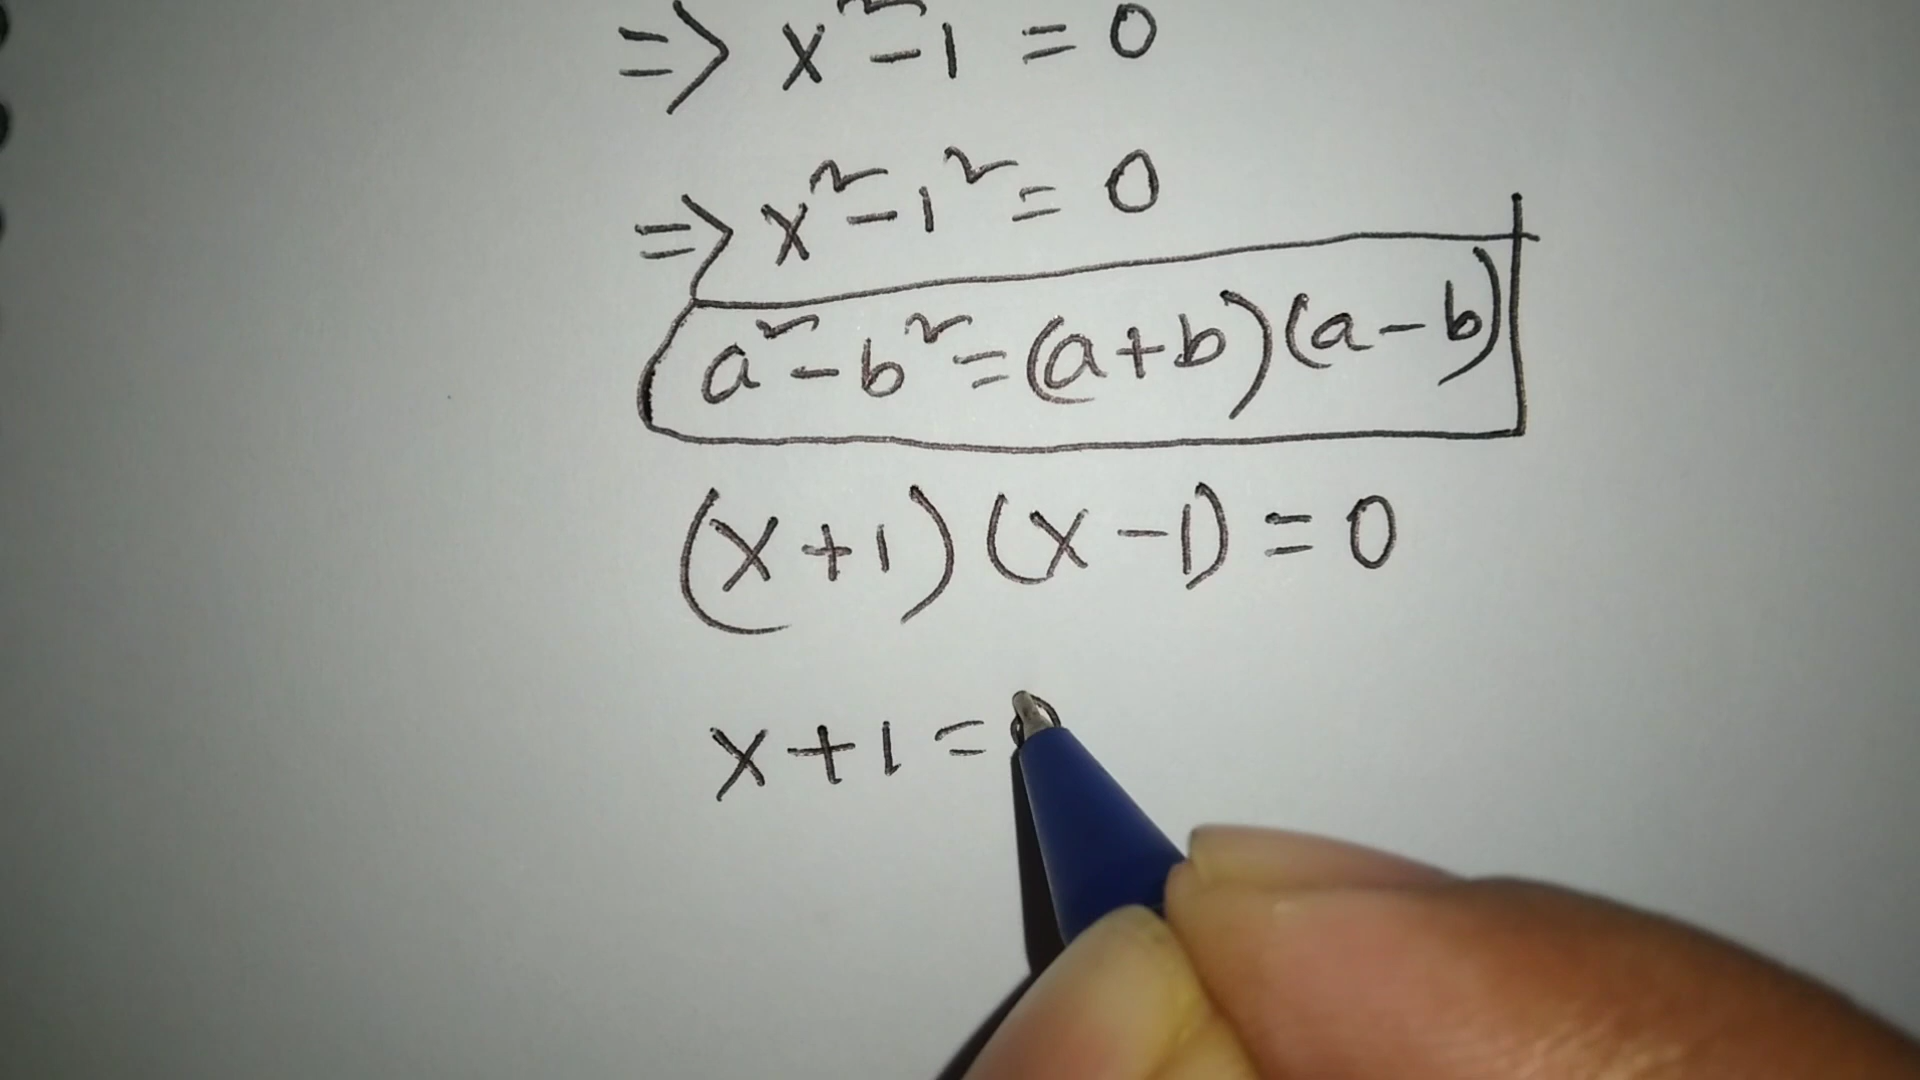 => x² - 1 = 0
=> x² - 1² = 0
a² - b² = (a+b)(a-b)
(x+1)(x-1) = 0
x+1 =